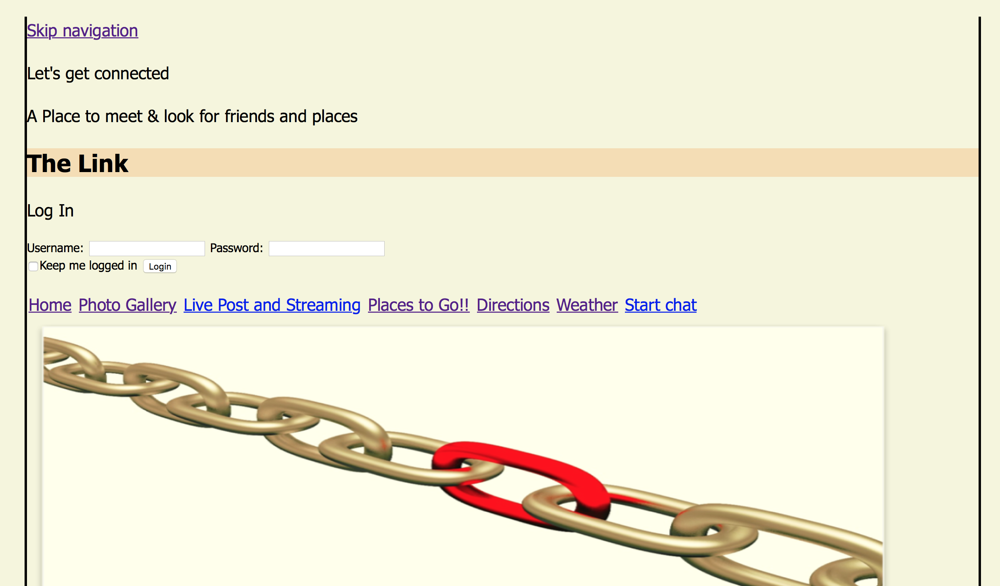 Skip navigation
Let's get connected
A Place to meet & look for friends and places
The Link
Log In
Username: Password:
Keep me logged in Login
Home Photo Gallery Live Post and Streaming Places to Go!! Directions Weather Start chat